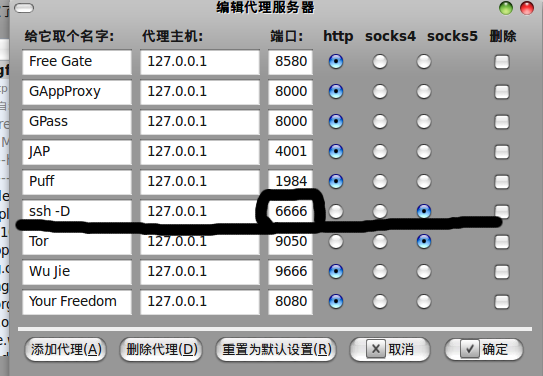 编辑代理服务器
给它取个名字: 代理主机: 端口: http socks4 socks5 删除
Free Gate 127.0.0.1 8580
GAppProxy 127.0.0.1 8000
GPass 127.0.0.1 8000
JAP 127.0.0.1 4001
Puff 127.0.0.1 1984
ssh -D 127.0.0.1 6666
Tor 127.0.0.1 9050
Wu Jie 127.0.0.1 9666
Your Freedom 127.0.0.1 8080
添加代理(A) 删除代理(D) 重置为默认设置(R) 取消 确定